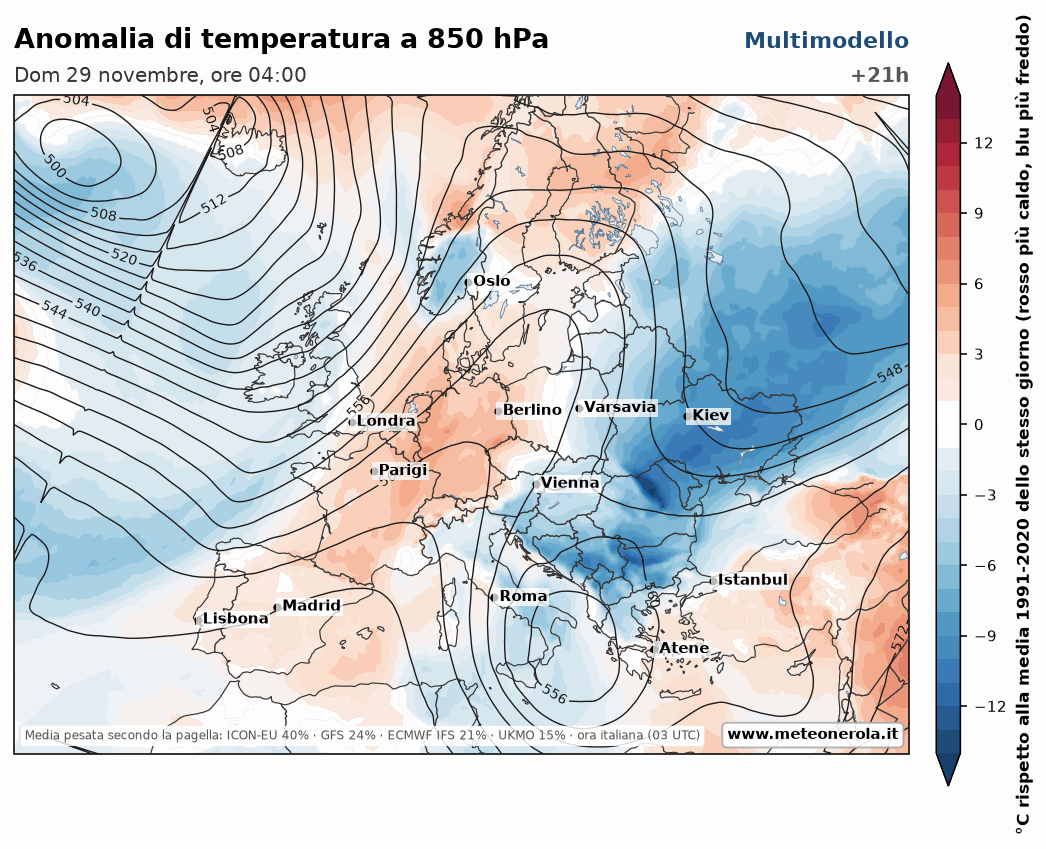 Anomalia di temperatura a 850 hPa
Multimodello
Dom 29 novembre, ore 04:00
+21h
504
504
500
508
508
512
520
536
540
544
Oslo
548
556
Londra
Berlino
Varsavia
Kiev
Parigi
Vienna
Istanbul
Roma
Madrid
Lisbona
Atene
512
556
Media pesata secondo la pagella: ICON-EU 40% · GFS 24% · ECMWF IFS 21% · UKMO 15% · ora italiana (03 UTC)
www.meteonerola.it
12
9
6
3
0
−3
−6
−9
−12
°C rispetto alla media 1991-2020 dello stesso giorno (rosso più caldo, blu più freddo)